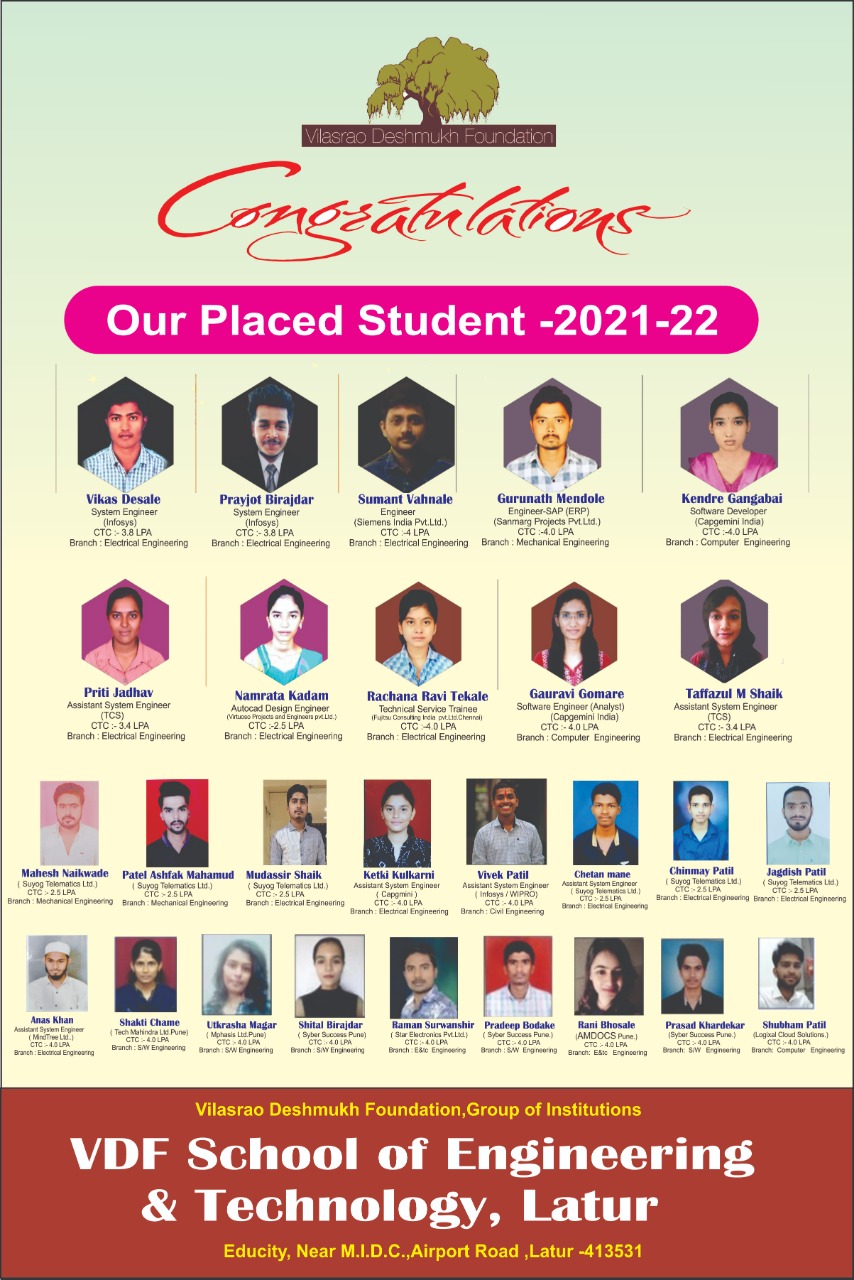 Vilasrao Deshmukh Foundation
Congratulations
Our Placed Student -2021-22
Vikas Desale
System Engineer
(Infosys)
CTC :- 3.8 LPA
Branch : Electrical Engineering
Prayjot Birajdar
System Engineer
(Infosys)
CTC :- 3.8 LPA
Branch : Electrical Engineering
Sumant Vahnale
Engineer
(Siemens India Pvt.Ltd.)
CTC :-4 LPA
Branch : Electrical Engineering
Gurunath Mendole
Engineer-SAP (ERP)
(Sanmarg Projects Pvt.Ltd.)
CTC :-4.0 LPA
Branch : Mechanical Engineering
Kendre Gangabai
Software Developer
(Capgemini India)
CTC :-4.0 LPA
Branch : Computer Engineering
Priti Jadhav
Assistant System Engineer
(TCS)
CTC :- 3.4 LPA
Branch : Electrical Engineering
Namrata Kadam
Autocad Design Engineer
(Virtuoso Projects and Engineers pvt.Ltd.)
CTC :-2.5 LPA
Branch : Electrical Engineering
Rachana Ravi Tekale
Technical Service Trainee
(Fujitsu Consulting India pvt.Ltd.Chennai)
CTC :-4.0 LPA
Branch : Electrical Engineering
Gauravi Gomare
Software Engineer (Analyst)
(Capgemini India)
CTC :- 4.0 LPA
Branch : Computer Engineering
Taffazul M Shaik
Assistant System Engineer
(TCS)
CTC :- 3.4 LPA
Branch : Electrical Engineering
Mahesh Naikwade
( Suyog Telematics Ltd.)
CTC :- 2.5 LPA
Branch : Mechanical Engineering
Patel Ashfak Mahamud
( Suyog Telematics Ltd.)
CTC :- 2.5 LPA
Branch : Mechanical Engineering
Mudassir Shaik
( Suyog Telematics Ltd.)
CTC :- 2.5 LPA
Branch : Electrical Engineering
Ketki Kulkarni
Assistant System Engineer
( Capgmini )
CTC :- 4.0 LPA
Branch : Electrical Engineering
Vivek Patil
Assistant System Engineer
( Infosys / WIPRO)
CTC :- 4.0 LPA
Branch : Civil Engineering
Chetan mane
Assistant System Engineer
( Suyog Telematics Ltd.)
CTC :- 2.5 LPA
Branch : Electrical Engineering
Chinmay Patil
( Suyog Telematics Ltd.)
CTC :- 2.5 LPA
Branch : Electrical Engineering
Jagdish Patil
( Suyog Telematics Ltd.)
CTC :- 2.5 LPA
Branch : Electrical Engineering
Anas Khan
Assistant System Engineer
( MindTree Ltd.)
CTC :- 4.0 LPA
Branch : Electrical Engineering
Shakti Chame
( Tech Mahindra Ltd.Pune)
CTC :- 4.0 LPA
Branch : S/W Engineering
Utkrasha Magar
( Mphasis Ltd.Pune)
CTC :- 4.0 LPA
Branch : S/W Engineering
Shital Birajdar
( Syber Success Pune)
CTC :- 4.0 LPA
Branch : S/W Engineering
Raman Surwanshir
( Star Electronics Pvt.Ltd.)
CTC :- 4.0 LPA
Branch : E&tc Engineering
Pradeep Bodake
( Syber Success Pune.)
CTC :- 4.0 LPA
Branch : S/W Engineering
Rani Bhosale
(AMDOCS Pune.)
CTC :- 4.0 LPA
Branch: E&tc Engineering
Prasad Khardekar
(Syber Success Pune.)
CTC :- 4.0 LPA
Branch: S/W Engineering
Shubham Patil
(Logixal Cloud Solutions.)
CTC :- 4.0 LPA
Branch: Computer Engineering
Vilasrao Deshmukh Foundation,Group of Institutions
VDF School of Engineering
& Technology, Latur
Educity, Near M.I.D.C.,Airport Road ,Latur -413531